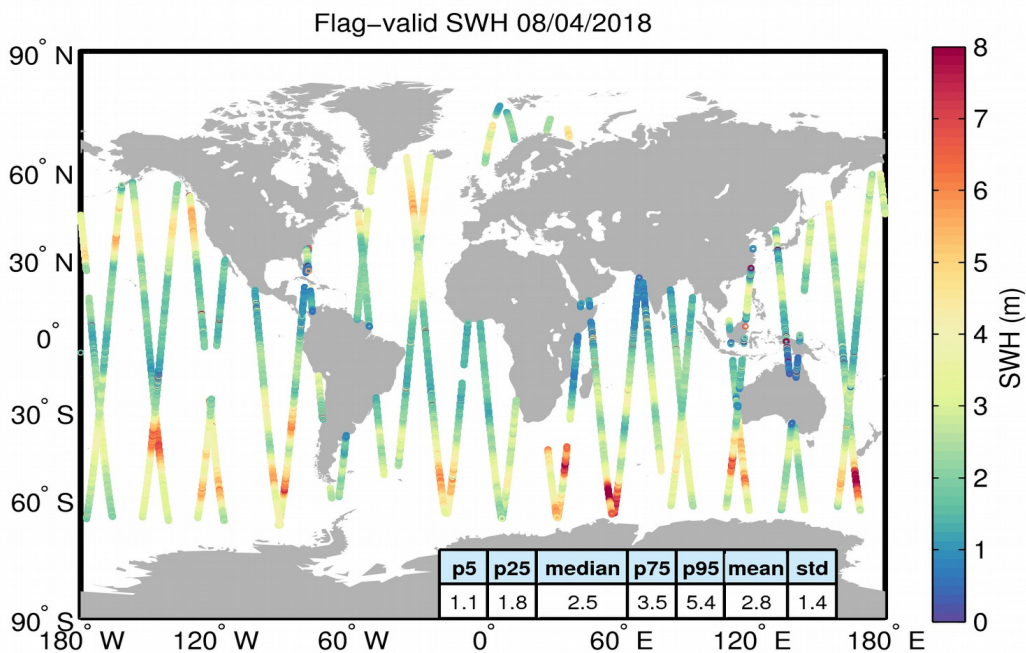 Flag−valid SWH 08/04/2018
90° N
60° N
30° N
0°
30° S
60° S
90° S
180° W
120° W
60° W
0°
60° E
120° E
180° E
p5 p25 median p75 p95 mean std
1.1 1.8 2.5 3.5 5.4 2.8 1.4
8
7
6
5
4
3
2
1
0
SWH (m)